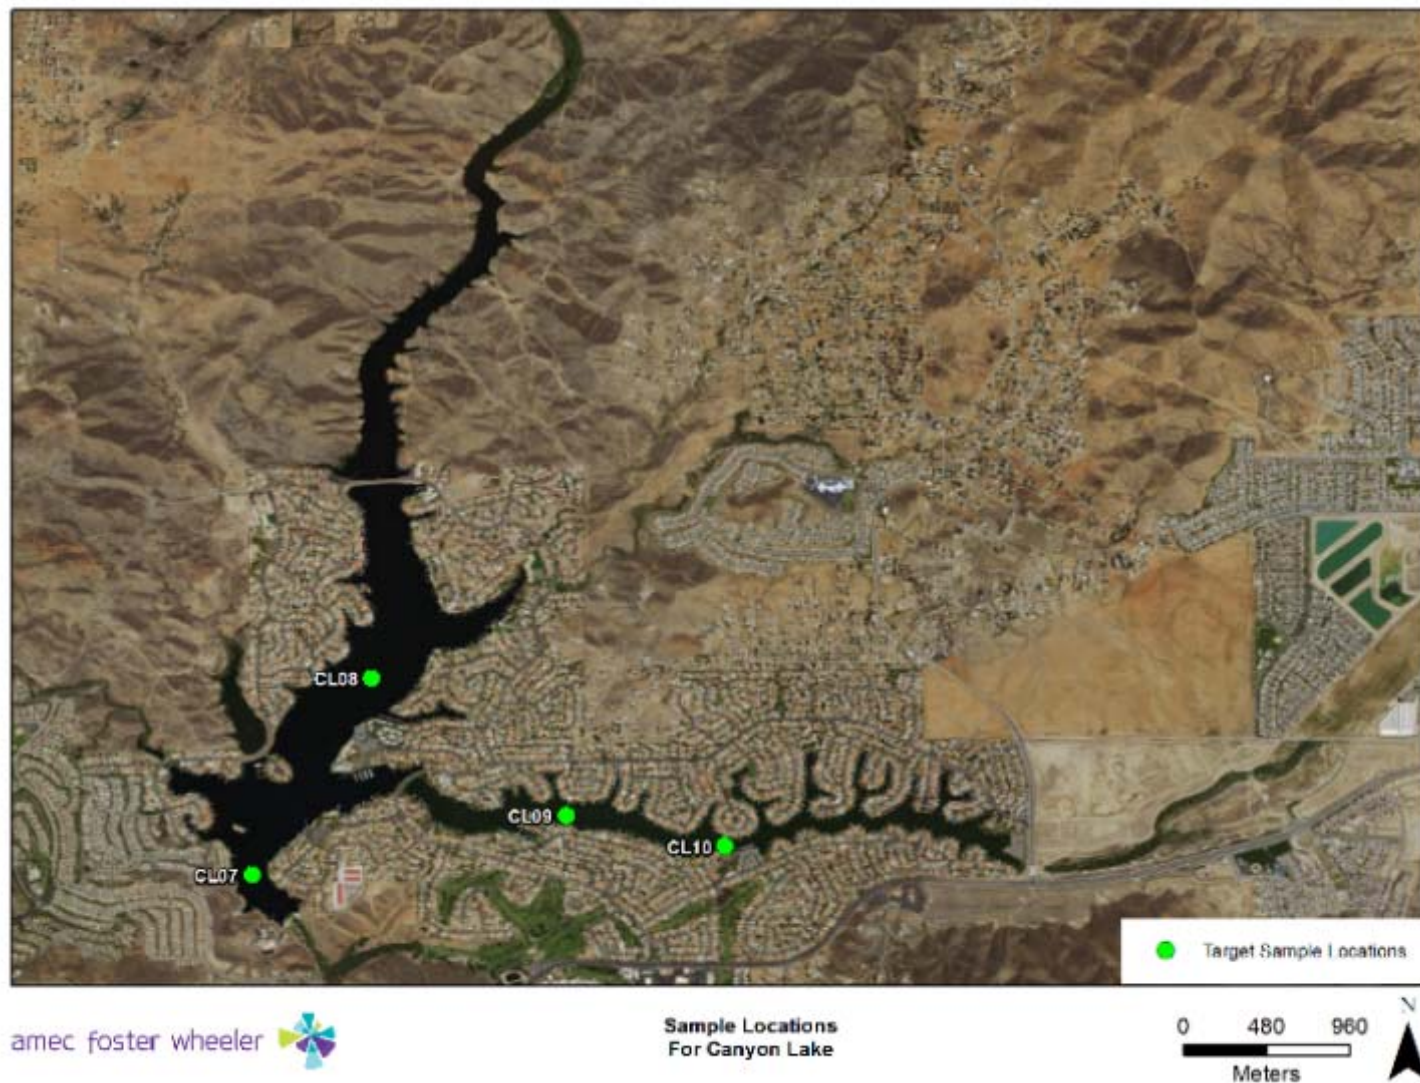 CL08
CL09
CL10
CL07
Target Sample Locations
amec foster wheeler
Sample Locations
For Canyon Lake
0 480 960
Meters
N